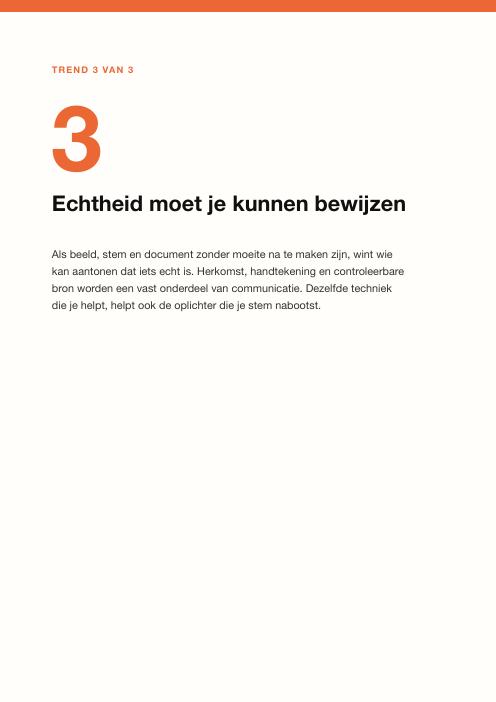 TREND 3 VAN 3
3
Echtheid moet je kunnen bewijzen
Als beeld, stem en document zonder moeite na te maken zijn, wint wie
kan aantonen dat iets echt is. Herkomst, handtekening en controleerbare
bron worden een vast onderdeel van communicatie. Dezelfde techniek
die je helpt, helpt ook de oplichter die je stem nabootst.